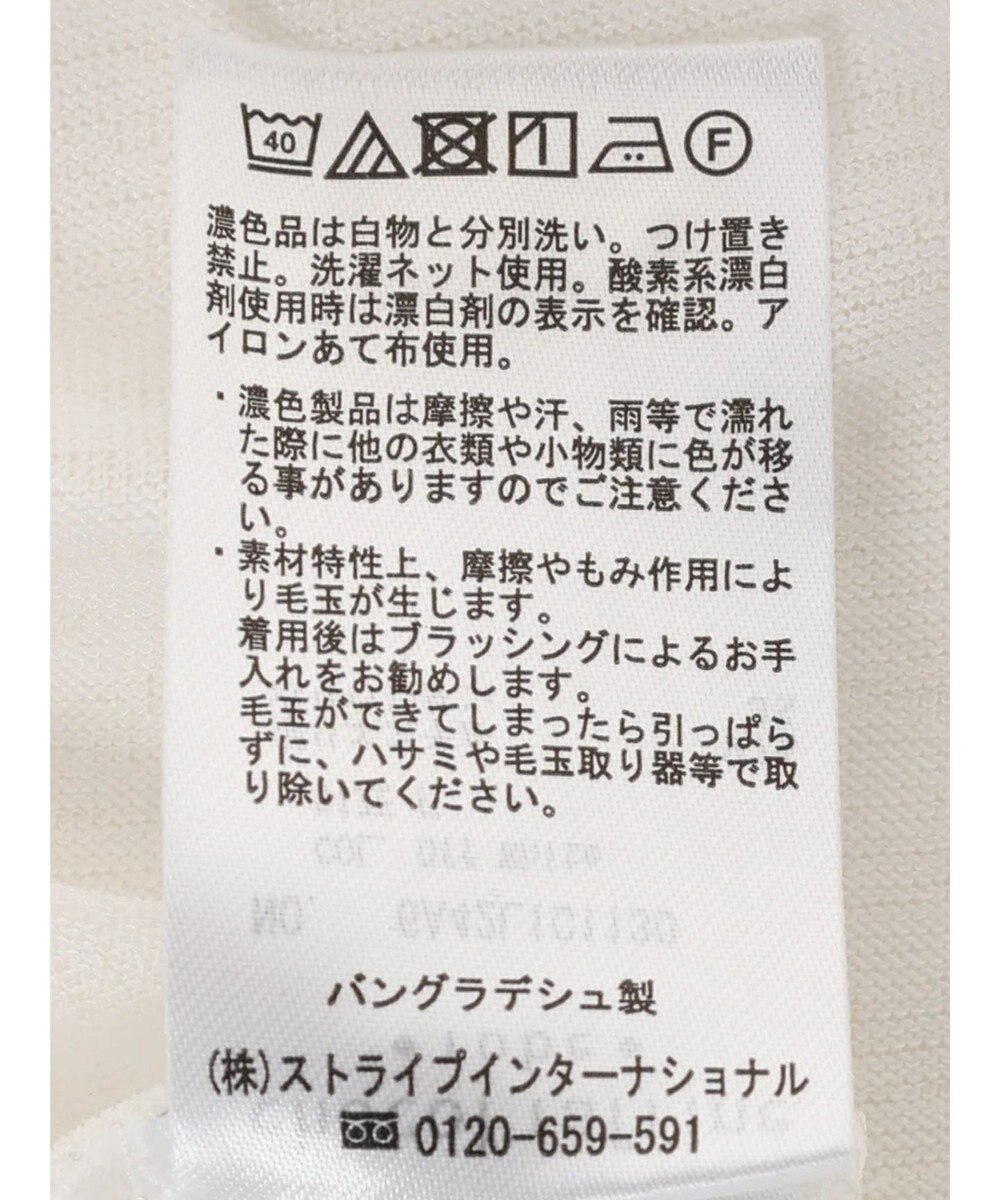 40 F
濃色品は白物と分別洗い。つけ置き
禁止。洗濯ネット使用。酸素系漂白
剤使用時は漂白剤の表示を確認。ア
イロンあて布使用。
・濃色製品は摩擦や汗、雨等で濡れ
た際に他の衣類や小物類に色が移
る事がありますのでご注意くださ
い。
・素材特性上、摩擦やもみ作用によ
り毛玉が生じます。
着用後はブラッシングによるお手
入れをお勧めします。
毛玉ができてしまったら引っぱら
ずに、ハサミや毛玉取り器等で取
り除いてください。
バングラデシュ製
(株)ストライプインターナショナル
0120-659-591